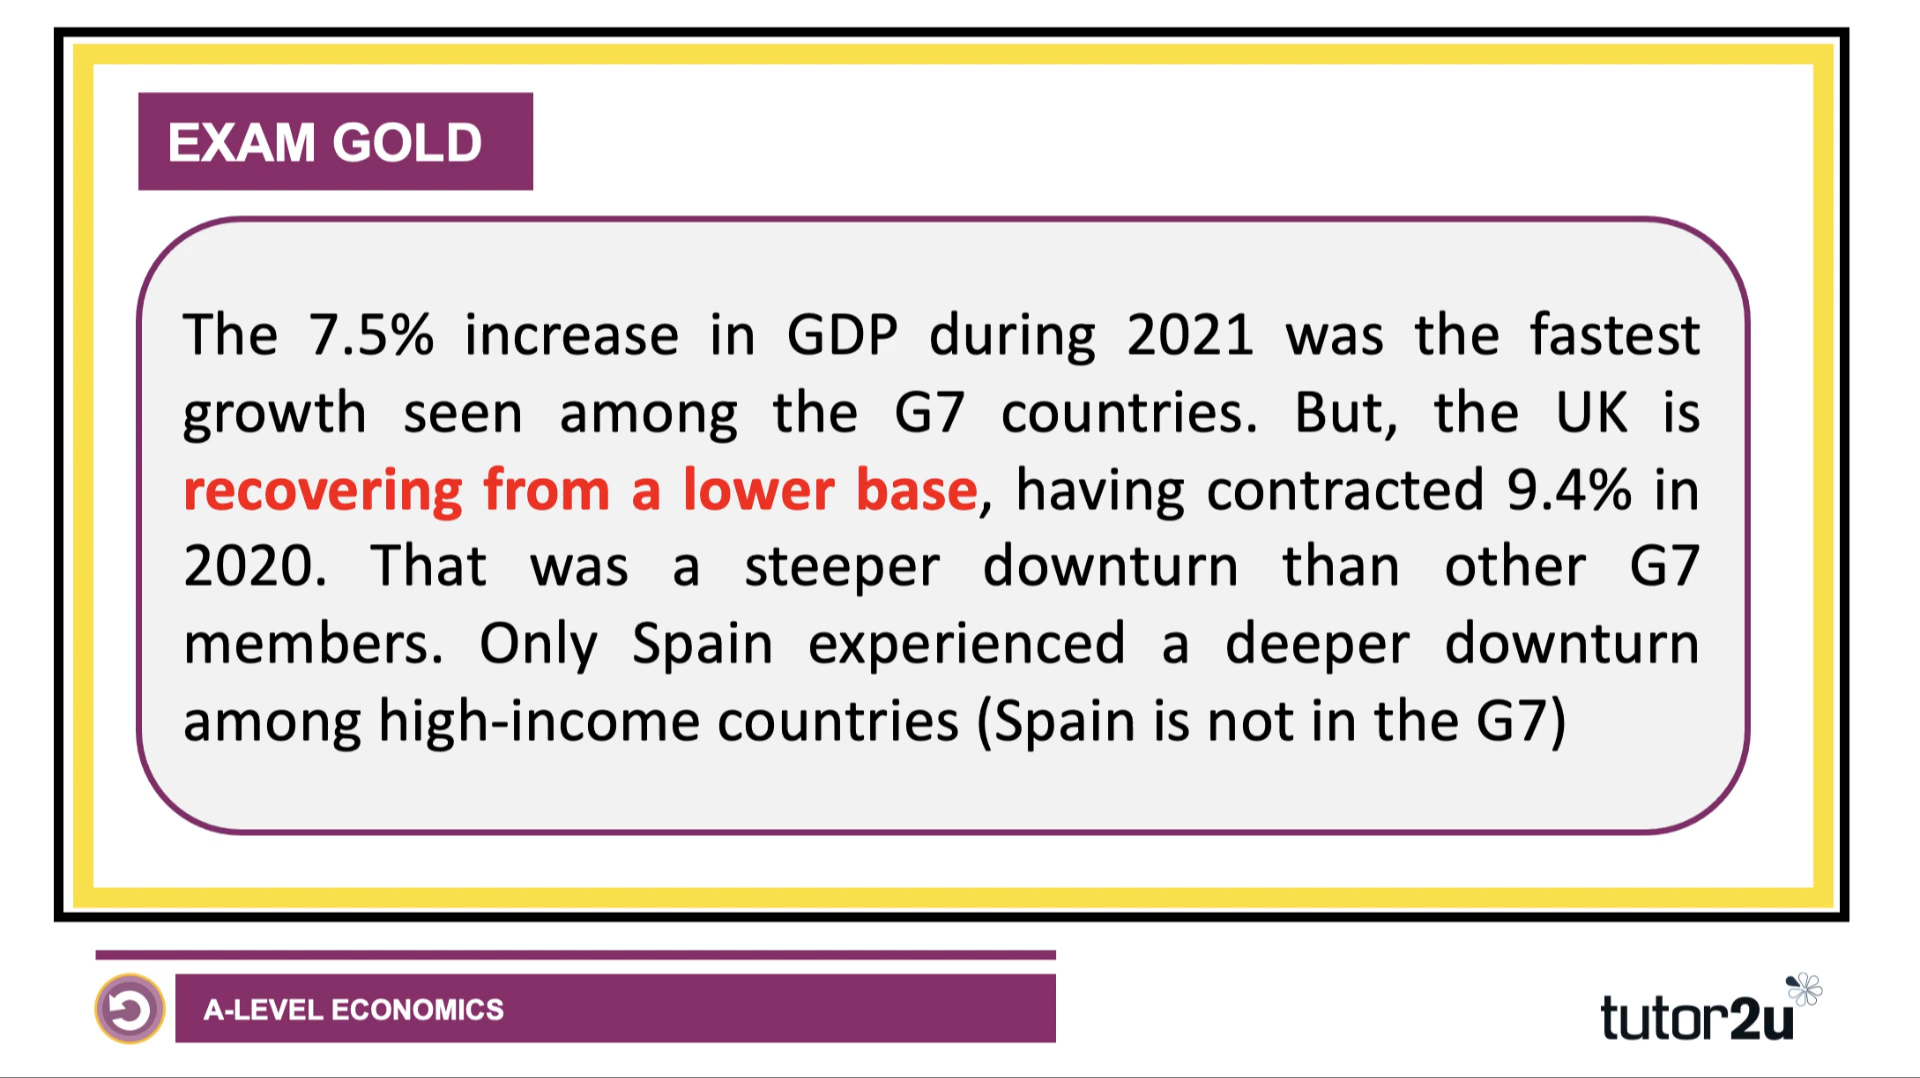 EXAM GOLD
The 7.5% increase in GDP during 2021 was the fastest
growth seen among the G7 countries. But, the UK is
recovering from a lower base, having contracted 9.4% in
2020. That was a steeper downturn than other G7
members. Only Spain experienced a deeper downturn
among high-income countries (Spain is not in the G7)
A-LEVEL ECONOMICS
tutor2u